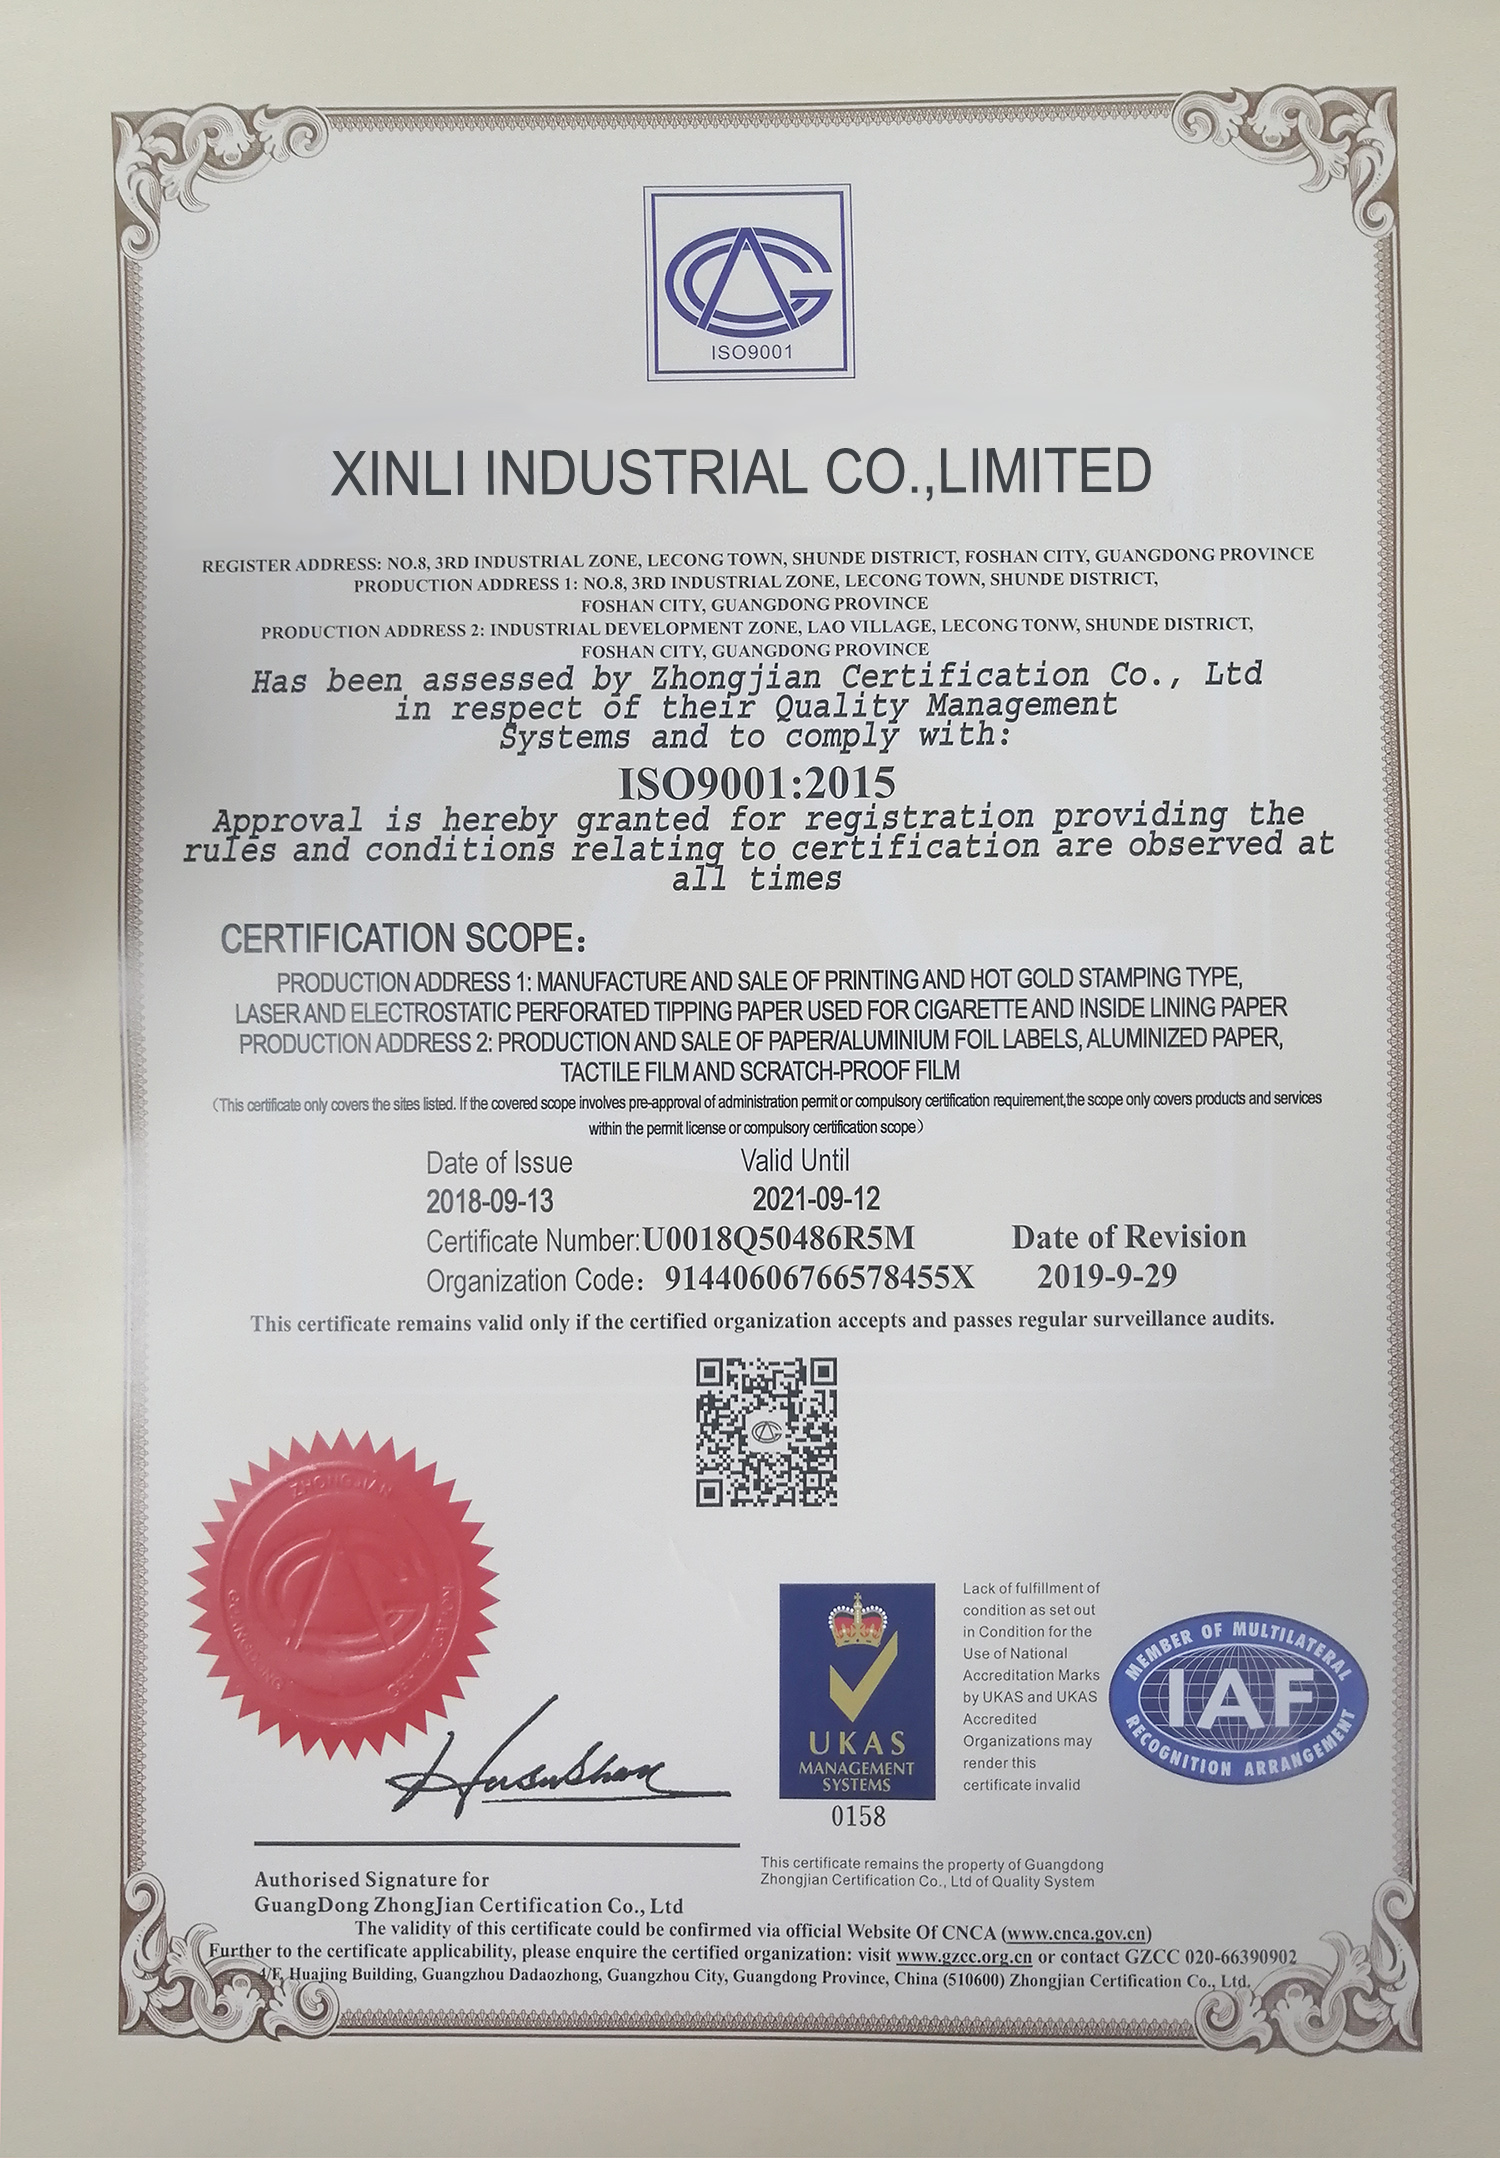 ISO9001
XINLI INDUSTRIAL CO.,LIMITED
REGISTER ADDRESS: NO.8, 3RD INDUSTRIAL ZONE, LECONG TOWN, SHUNDE DISTRICT, FOSHAN CITY, GUANGDONG PROVINCE
PRODUCTION ADDRESS 1: NO.8, 3RD INDUSTRIAL ZONE, LECONG TOWN, SHUNDE DISTRICT,
FOSHAN CITY, GUANGDONG PROVINCE
PRODUCTION ADDRESS 2: INDUSTRIAL DEVELOPMENT ZONE, LAO VILLAGE, LECONG TONW, SHUNDE DISTRICT,
FOSHAN CITY, GUANGDONG PROVINCE
Has been assessed by Zhongjian Certification Co., Ltd
in respect of their Quality Management
Systems and to comply with:
ISO9001:2015
Approval is hereby granted for registration providing the
rules and conditions relating to certification are observed at
all times
CERTIFICATION SCOPE：
PRODUCTION ADDRESS 1: MANUFACTURE AND SALE OF PRINTING AND HOT GOLD STAMPING TYPE,
LASER AND ELECTROSTATIC PERFORATED TIPPING PAPER USED FOR CIGARETTE AND INSIDE LINING PAPER
PRODUCTION ADDRESS 2: PRODUCTION AND SALE OF PAPER/ALUMINIUM FOIL LABELS, ALUMINIZED PAPER,
TACTILE FILM AND SCRATCH-PROOF FILM
（This certificate only covers the sites listed. If the covered scope involves pre-approval of administration permit or compulsory certification requirement,the scope only covers products and services
within the permit license or compulsory certification scope）
Date of Issue Valid Until
2018-09-13 2021-09-12
Certificate Number:U0018Q50486R5M Date of Revision
Organization Code：91440606766578455X 2019-9-29
This certificate remains valid only if the certified organization accepts and passes regular surveillance audits.
ZHONGJIAN
GUANGDONG
CERTIFICATION
UKAS
MANAGEMENT
SYSTEMS
0158
Lack of fulfillment of
condition as set out
in Condition for the
Use of National
Accreditation Marks
by UKAS and UKAS
Accredited
Organizations may
render this
certificate invalid
MEMBER OF MULTILATERAL
IAF
RECOGNITION ARRANGEMENT
This certificate remains the property of Guangdong
Zhongjian Certification Co., Ltd of Quality System
Authorised Signature for
GuangDong ZhongJian Certification Co., Ltd
The validity of this certificate could be confirmed via official Website Of CNCA (www.cnca.gov.cn)
Further to the certificate applicability, please enquire the certified organization: visit www.gzcc.org.cn or contact GZCC 020-66390902
4/F, Huajing Building, Guangzhou Dadaozhong, Guangzhou City, Guangdong Province, China (510600) Zhongjian Certification Co., Ltd.